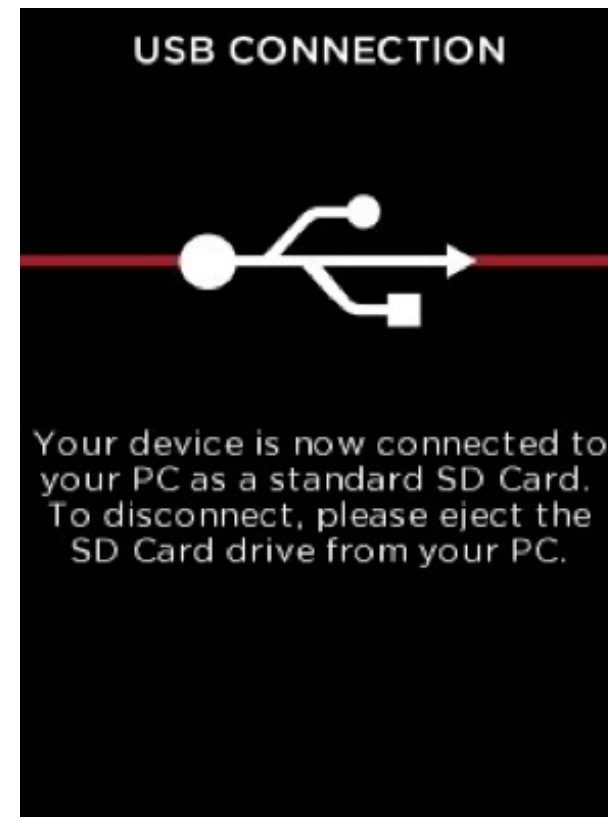 USB CONNECTION
Your device is now connected to
your PC as a standard SD Card.
To disconnect, please eject the
SD Card drive from your PC.